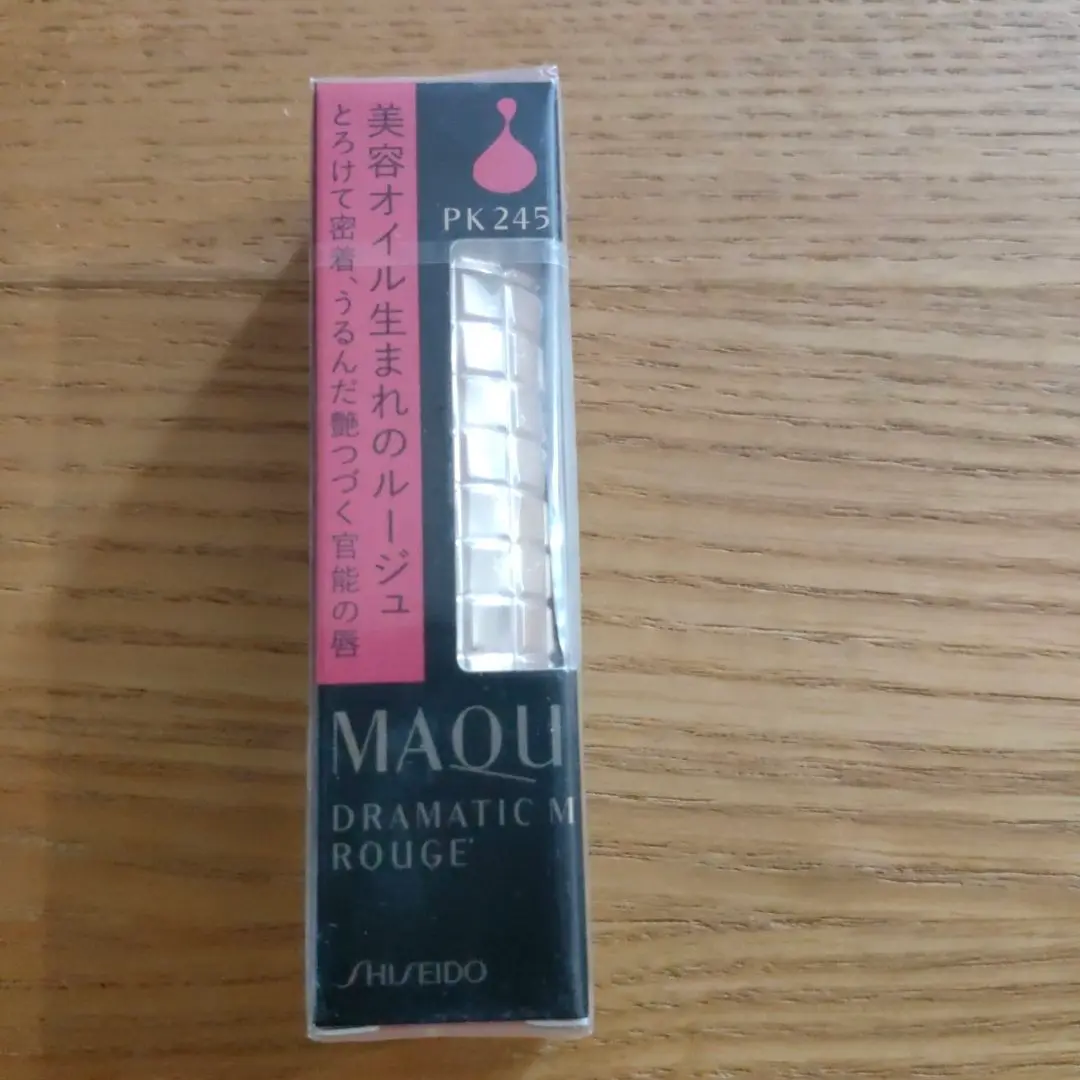 美容オイル生まれのルージュ
とろけて密着、うるんだ艶つづく官能の唇
PK245
MAQU
DRAMATIC M
ROUGE
SHISEIDO